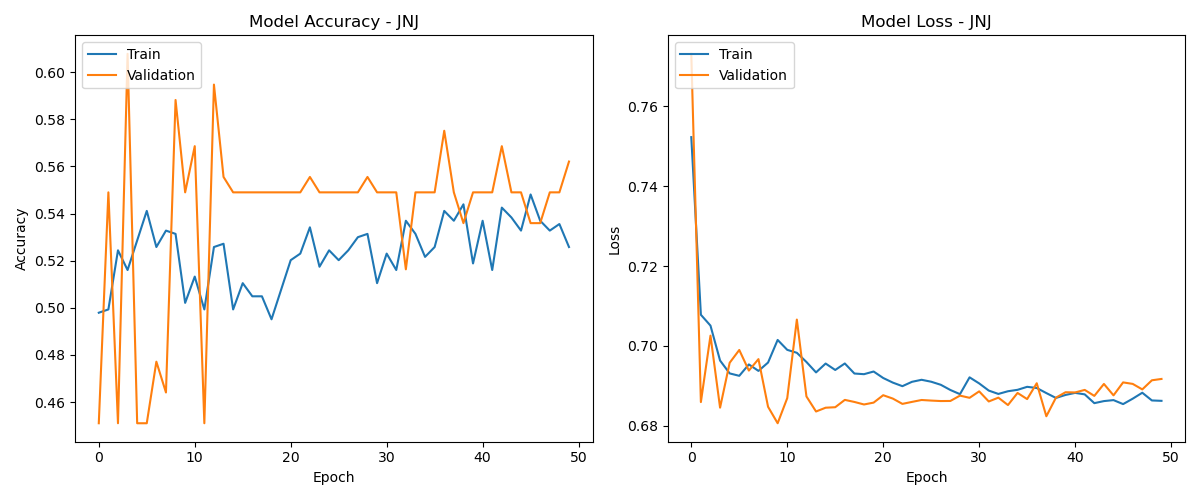 Model Accuracy - JNJ
Train
Validation
0.60
0.58
0.56
0.54
0.52
0.50
0.48
0.46
Accuracy
0 10 20 30 40 50
Epoch
Model Loss - JNJ
Train
Validation
0.76
0.74
0.72
0.70
0.68
Loss
0 10 20 30 40 50
Epoch